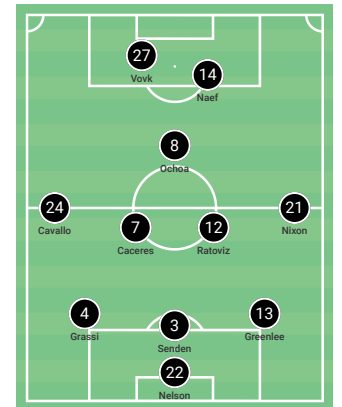 27
Vovk
14
Naef
8
Ochoa
24
Cavallo
7
Caceres
12
Ratoviz
21
Nixon
4
Grassi
3
Senden
13
Greenlee
22
Nelson